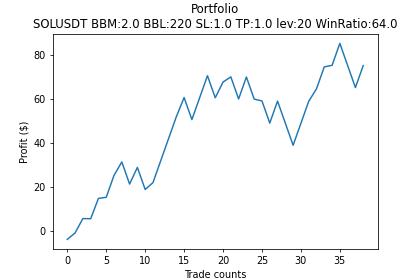 Portfolio
SOLUSDT BBM:2.0 BBL:220 SL:1.0 TP:1.0 lev:20 WinRatio:64.0
80
60
40
20
0
Profit ($)
0 5 10 15 20 25 30 35
Trade counts